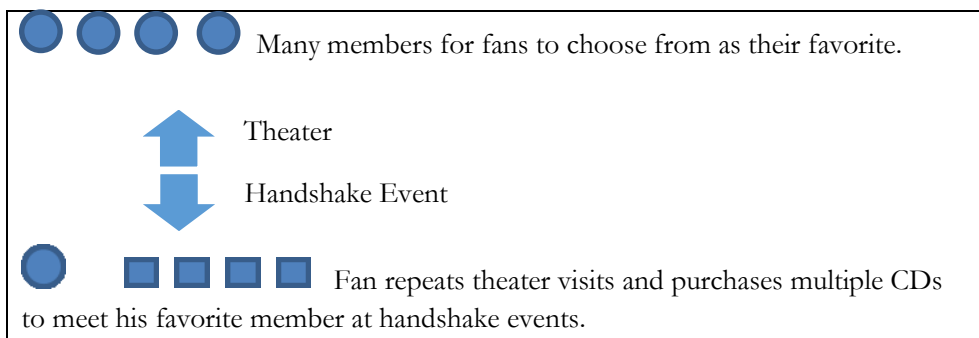 Many members for fans to choose from as their favorite.
Theater
Handshake Event
Fan repeats theater visits and purchases multiple CDs
to meet his favorite member at handshake events.